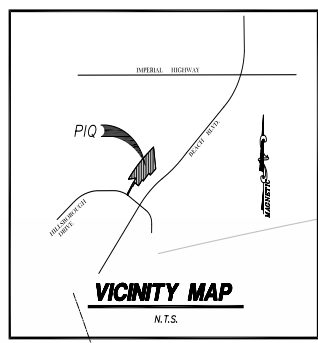 IMPERIAL HIGHWAY
PIQ
BEACH BLVD.
MAGNETIC
HILLSBOROUGH
DRIVE
VICINITY MAP
N.T.S.